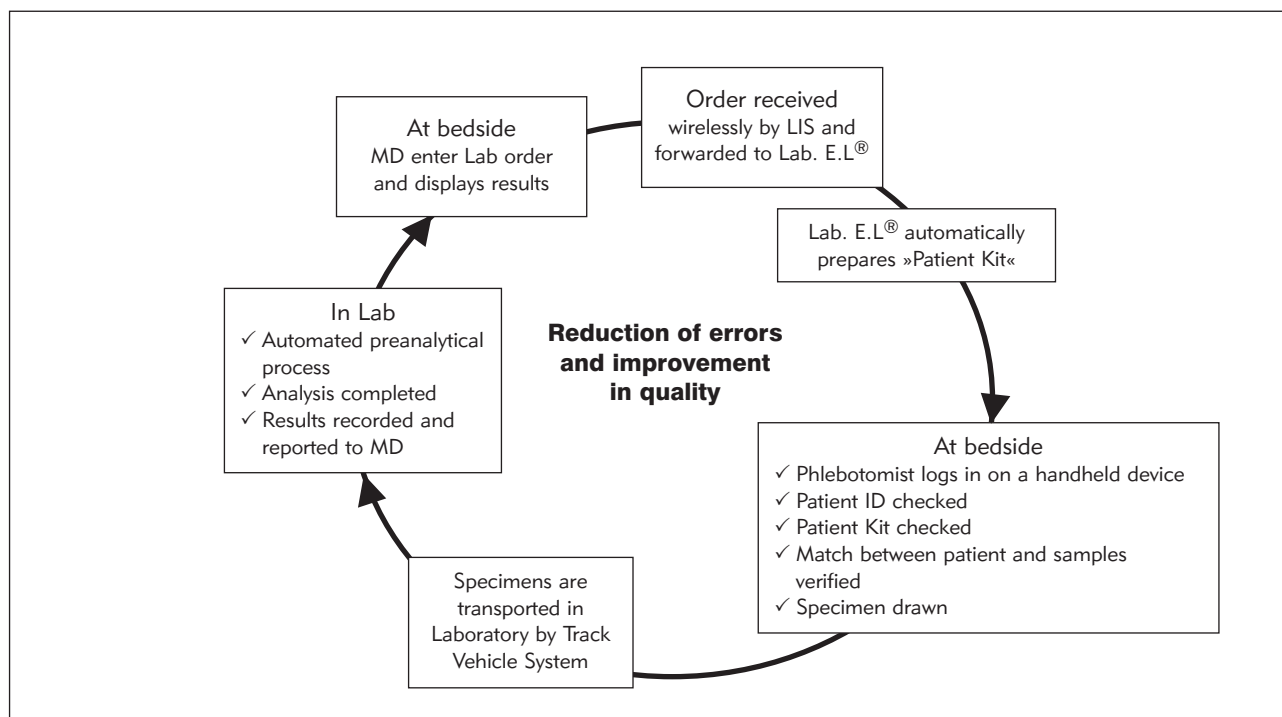 At bedside
MD enter Lab order
and displays results
Order received
wirelessly by LIS and
forwarded to Lab. E.L®
Lab. E.L® automatically
prepares »Patient Kit«
At bedside
✓ Phlebotomist logs in on a handheld device
✓ Patient ID checked
✓ Patient Kit checked
✓ Match between patient and samples
verified
✓ Specimen drawn
Specimens are
transported in
Laboratory by Track
Vehicle System
In Lab
✓ Automated preanalytical
process
✓ Analysis completed
✓ Results recorded and
reported to MD
Reduction of errors
and improvement
in quality